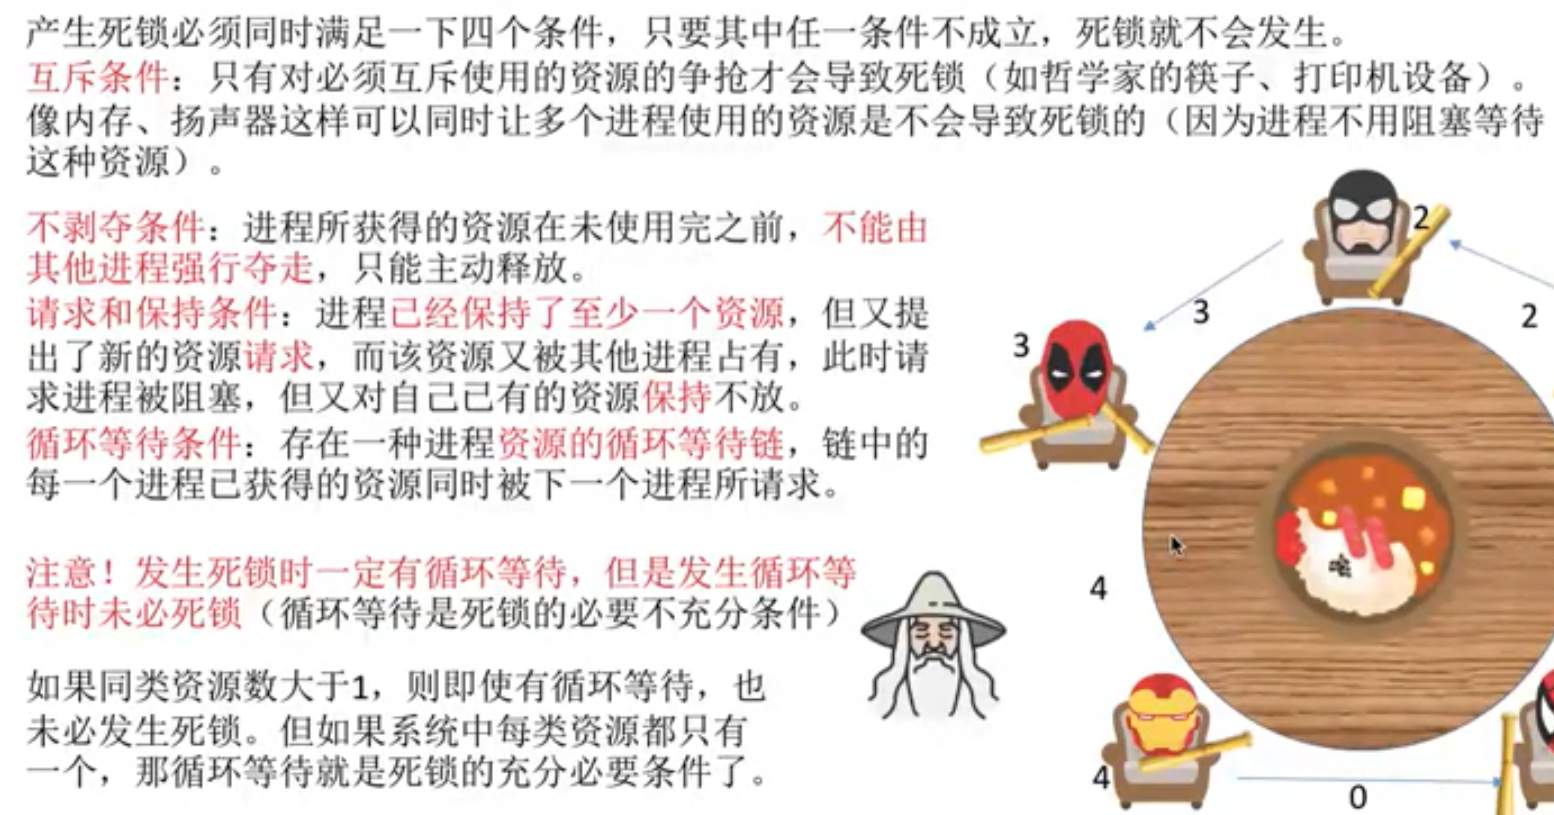 产生死锁必须同时满足一下四个条件，只要其中任一条件不成立，死锁就不会发生。
互斥条件：只有对必须互斥使用的资源的争抢才会导致死锁（如哲学家的筷子、打印机设备）。
像内存、扬声器这样可以同时让多个进程使用的资源是不会导致死锁的（因为进程不用阻塞等待
这种资源）。
不剥夺条件：进程所获得的资源在未使用完之前，不能由
其他进程强行夺走，只能主动释放。
请求和保持条件：进程已经保持了至少一个资源，但又提
出了新的资源请求，而该资源又被其他进程占有，此时请
求进程被阻塞，但又对自己已有的资源保持不放。
循环等待条件：存在一种进程资源的循环等待链，链中的
每一个进程已获得的资源同时被下一个进程所请求。
注意！发生死锁时一定有循环等待，但是发生循环等
待时未必死锁（循环等待是死锁的必要不充分条件）
如果同类资源数大于1，则即使有循环等待，也
未必发生死锁。但如果系统中每类资源都只有
一个，那循环等待就是死锁的充分必要条件了。
2
3
2
3
4
4
0